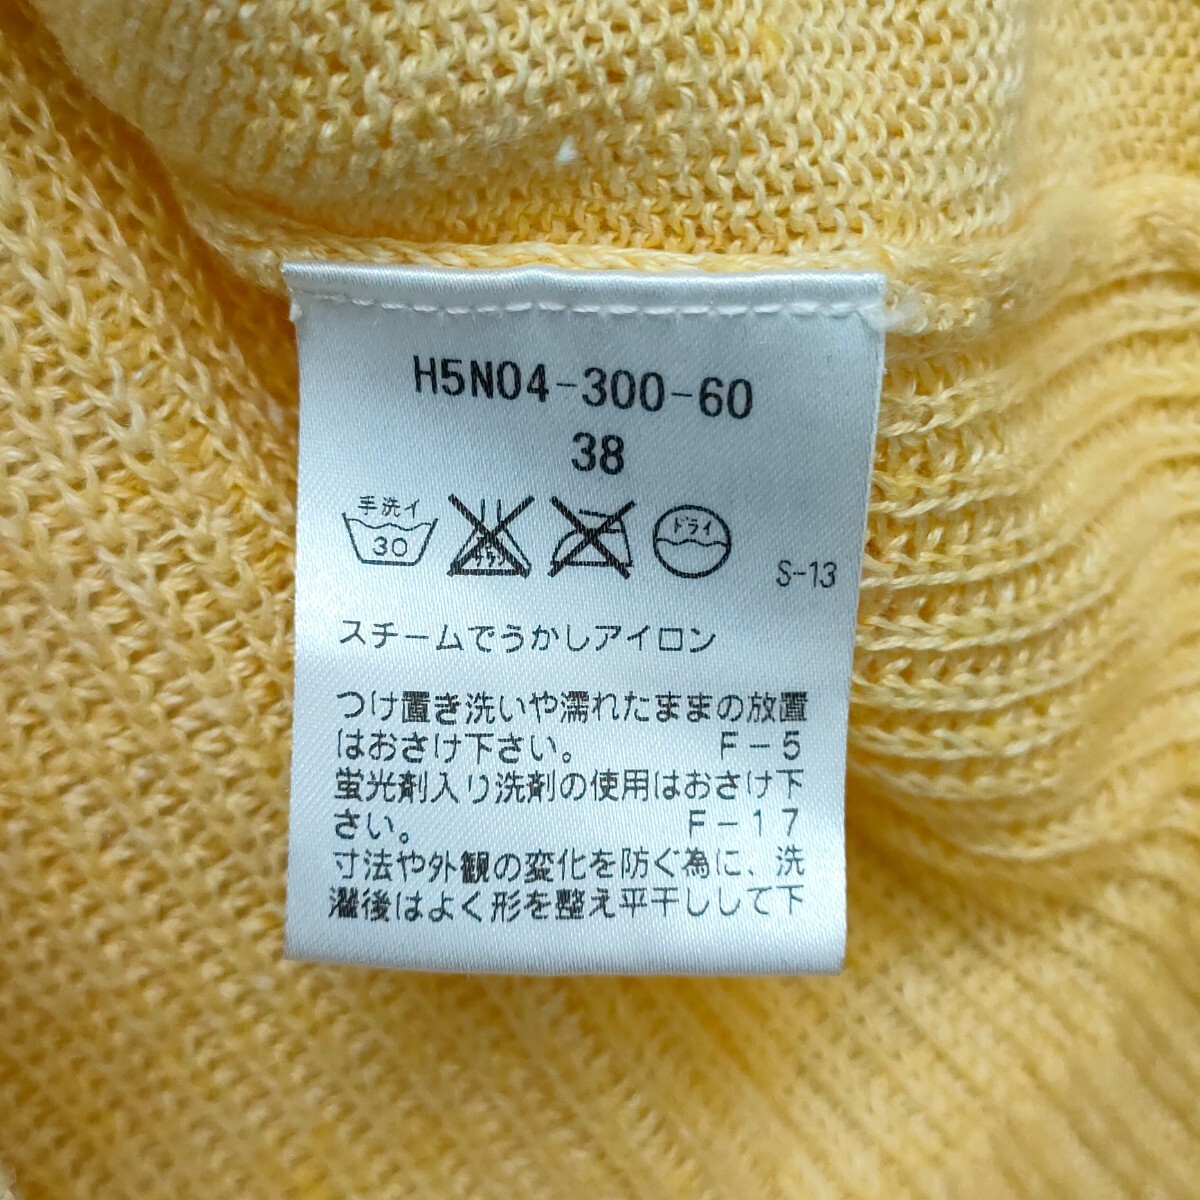 H5N04-300-60
38
手洗イ
30
サラシ
ドライ
S-13
スチームでうかしアイロン
つけ置き洗いや濡れたままの放置
はおさけ下さい。 F-5
蛍光剤入り洗剤の使用はおさけ下
さい。 F-17
寸法や外観の変化を防ぐ為に、洗
濯後はよく形を整え平干しして下